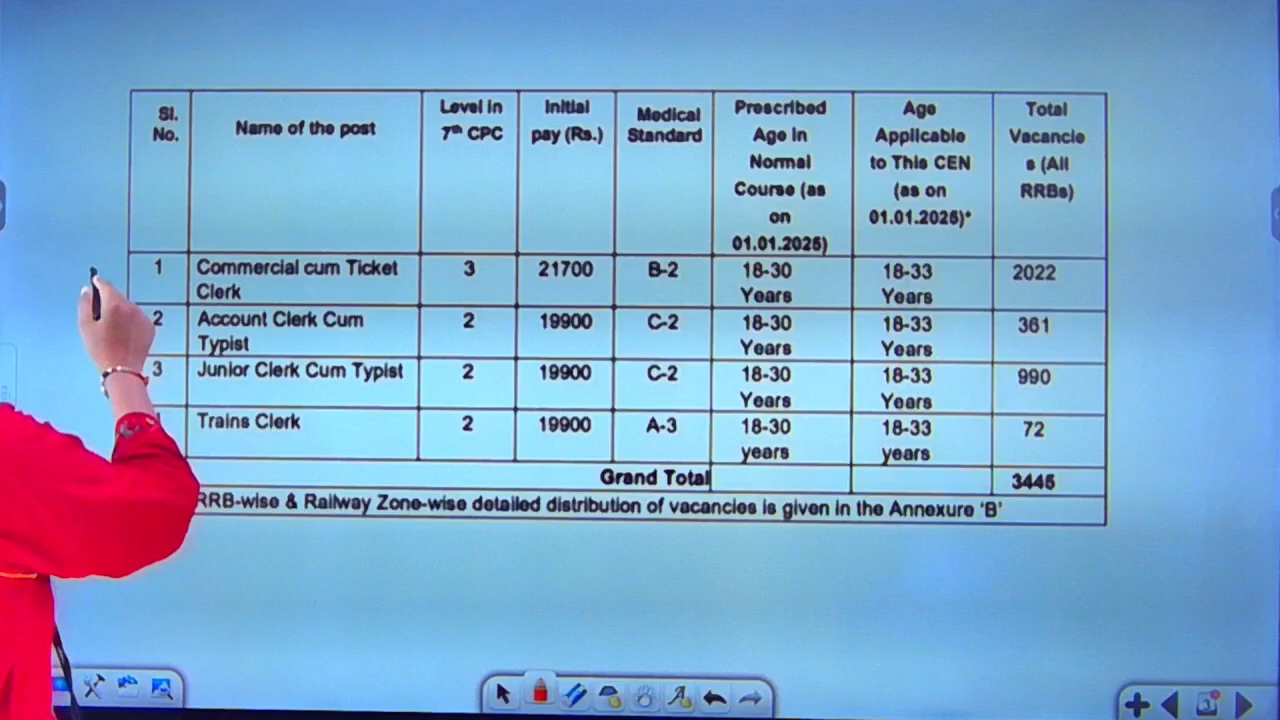 Sl. No.
Name of the post
Level in 7th CPC
Initial pay (Rs.)
Medical Standard
Prescribed Age in Normal Course (as on 01.01.2025)
Age Applicable to This CEN (as on 01.01.2025)*
Total Vacancies (All RRBs)
1 Commercial cum Ticket Clerk 3 21700 B-2 18-30 Years 18-33 Years 2022
2 Account Clerk Cum Typist 2 19900 C-2 18-30 Years 18-33 Years 361
3 Junior Clerk Cum Typist 2 19900 C-2 18-30 Years 18-33 Years 990
Trains Clerk 2 19900 A-3 18-30 years 18-33 years 72
Grand Total 3445
RRB-wise & Railway Zone-wise detailed distribution of vacancies is given in the Annexure 'B'